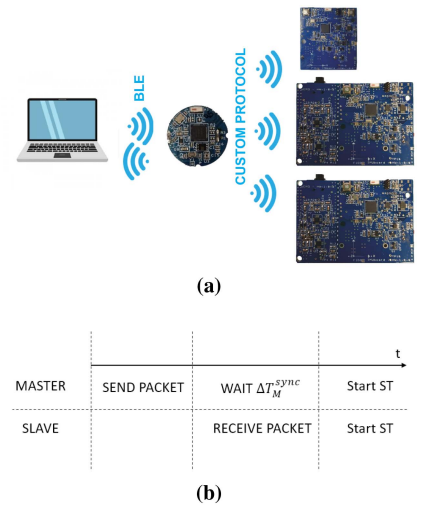 BLE
CUSTOM PROTOCOL
(a)
t
MASTER SEND PACKET WAIT ΔT_M^sync Start ST
SLAVE RECEIVE PACKET Start ST
(b)